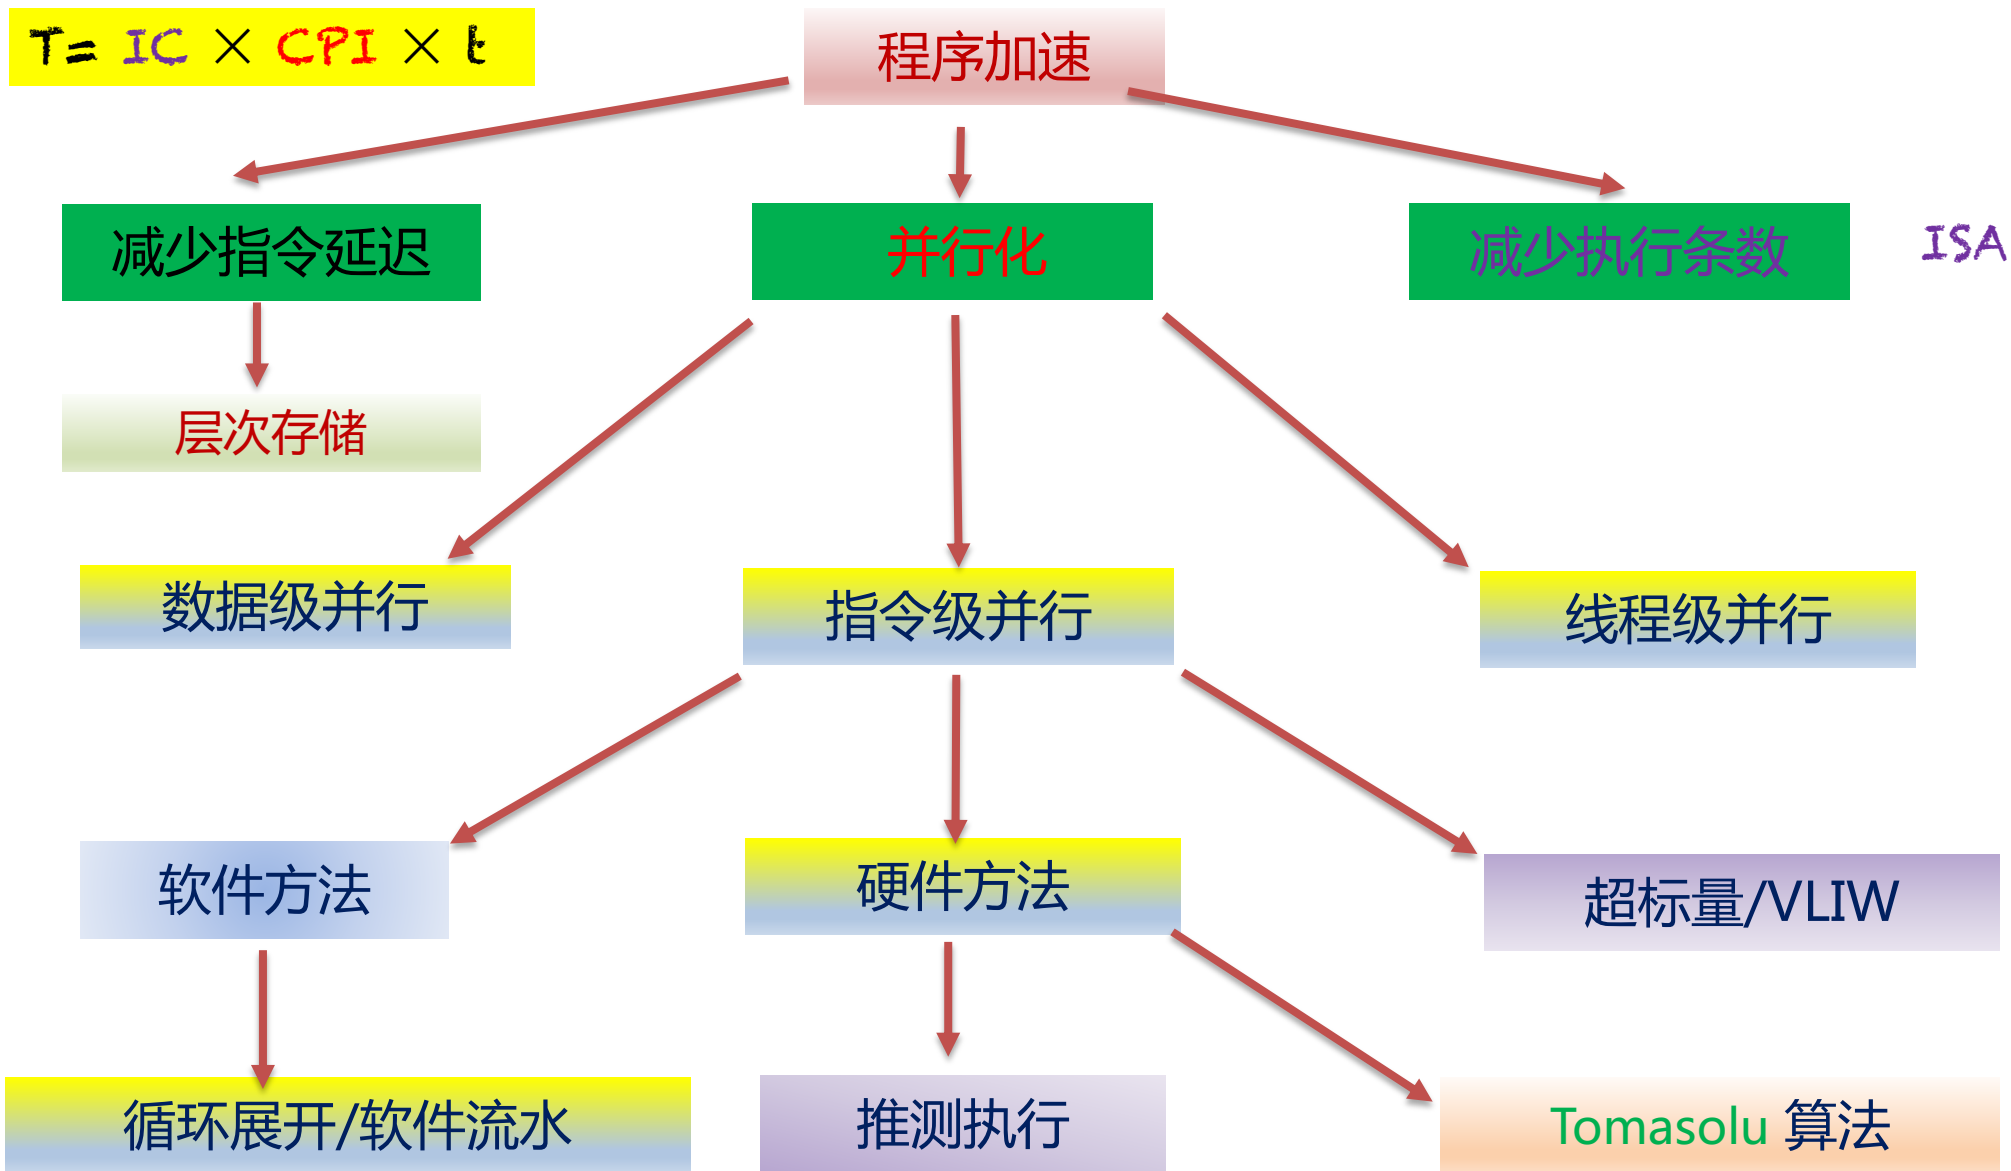 T= IC × CPI × t
程序加速
减少指令延迟
并行化
减少执行条数
ISA
层次存储
数据级并行
指令级并行
线程级并行
软件方法
硬件方法
超标量/VLIW
循环展开/软件流水
推测执行
Tomasolu 算法